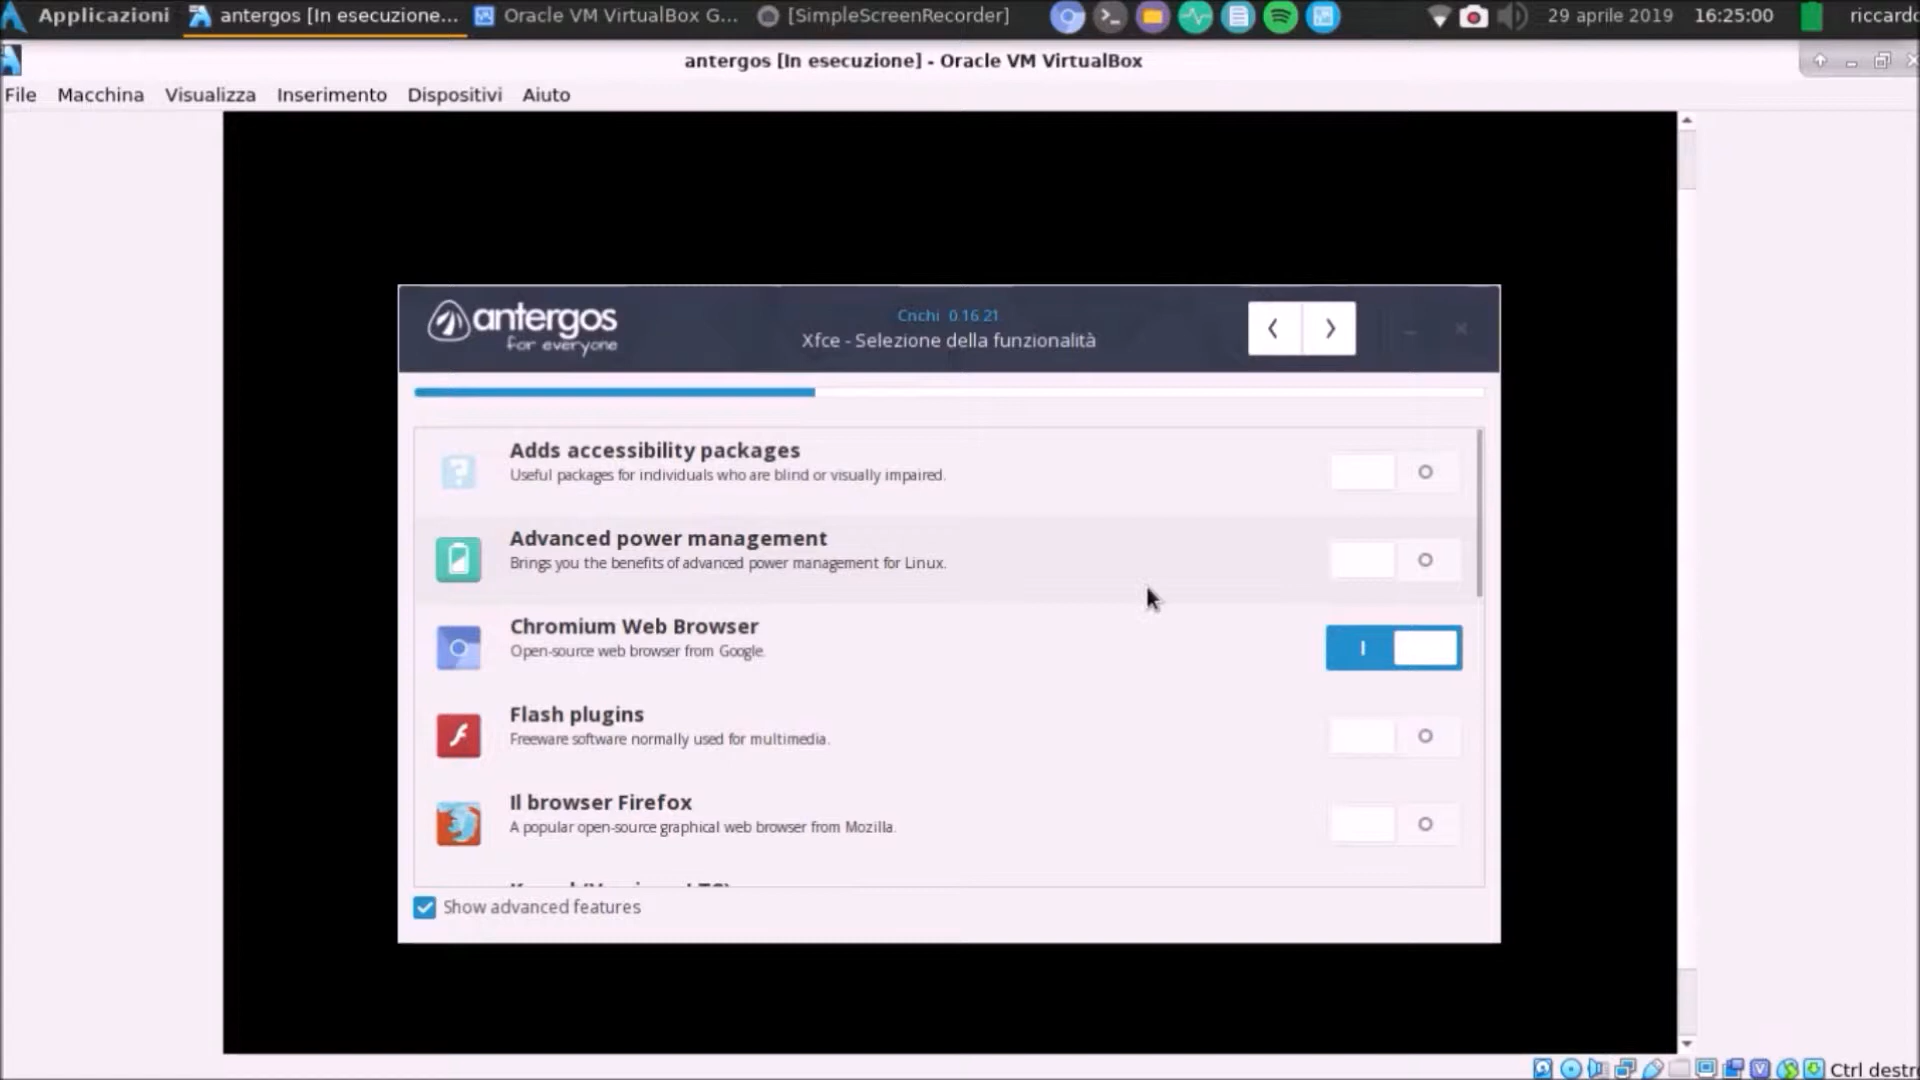 Applicazioni
antergos [In esecuzione...
Oracle VM VirtualBox G...
[SimpleScreenRecorder]
29 aprile 2019
16:25:00
riccardo
antergos [In esecuzione] - Oracle VM VirtualBox
File Macchina Visualizza Inserimento Dispositivi Aiuto
antergos
for everyone
Cnchi 0.16.21
Xfce - Selezione della funzionalità
Adds accessibility packages
Useful packages for individuals who are blind or visually impaired.
Advanced power management
Brings you the benefits of advanced power management for Linux.
Chromium Web Browser
Open-source web browser from Google.
Flash plugins
Freeware software normally used for multimedia.
Il browser Firefox
A popular open-source graphical web browser from Mozilla.
Show advanced features
Ctrl destro